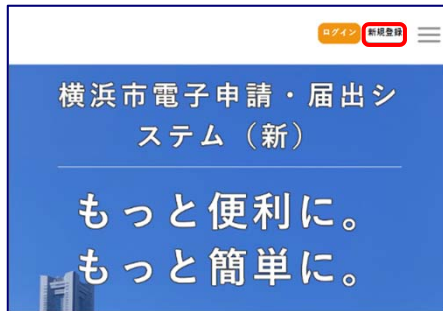 ログイン 新規登録
横浜市電子申請・届出シ
ステム（新）
もっと便利に。
もっと簡単に。